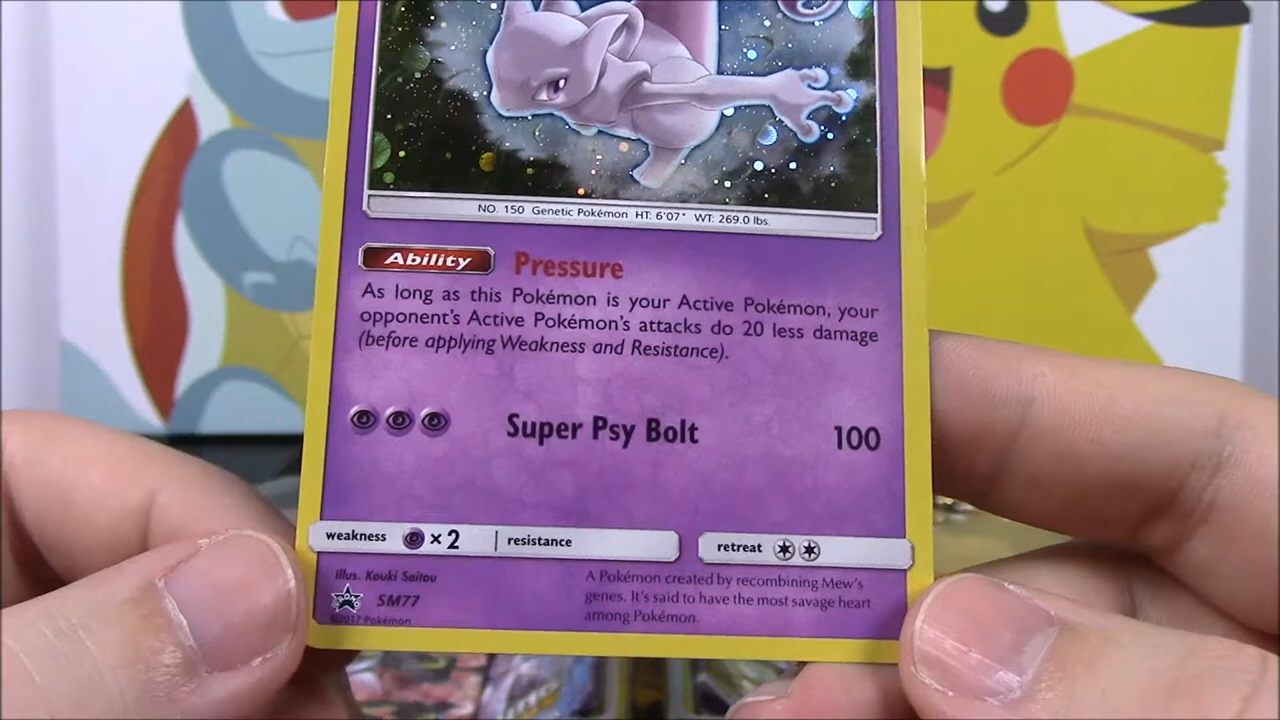 NO. 150 Genetic Pokémon HT: 6'07" WT: 269.0 lbs.
Ability Pressure
As long as this Pokémon is your Active Pokémon, your
opponent's Active Pokémon's attacks do 20 less damage
(before applying Weakness and Resistance).
Super Psy Bolt 100
weakness ×2 resistance retreat
Illus. Kouki Saitou
PROMO SM77
©2017 Pokémon
A Pokémon created by recombining Mew's
genes. It's said to have the most savage heart
among Pokémon.